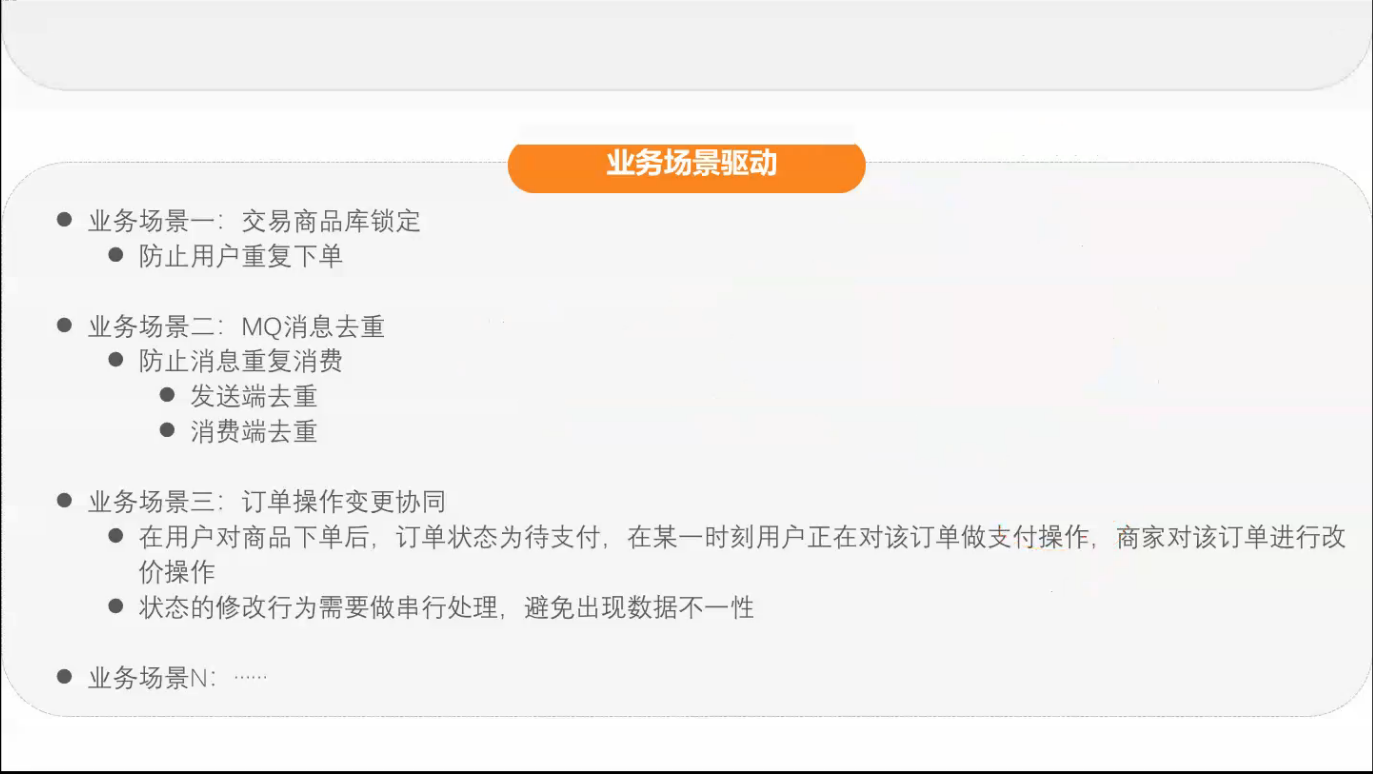 业务场景驱动
● 业务场景一：交易商品库锁定
● 防止用户重复下单
● 业务场景二：MQ消息去重
● 防止消息重复消费
● 发送端去重
● 消费端去重
● 业务场景三：订单操作变更协同
● 在用户对商品下单后，订单状态为待支付，在某一时刻用户正在对该订单做支付操作，商家对该订单进行改
价操作
● 状态的修改行为需要做串行处理，避免出现数据不一性
● 业务场景N：……